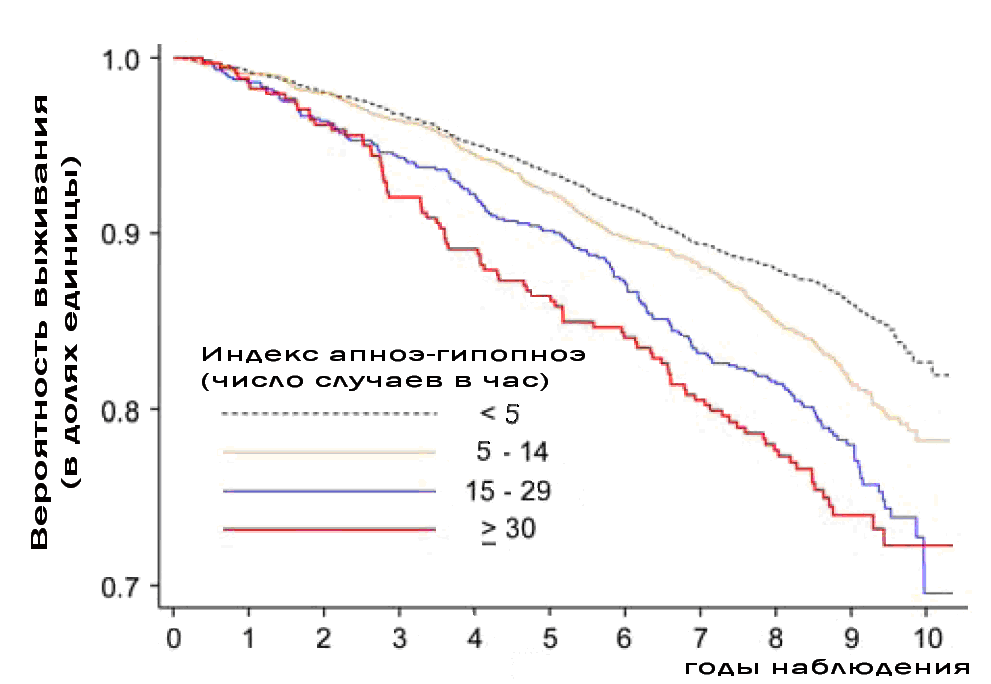 Вероятность выживания
(в долях единицы)
1.0
0.9
0.8
0.7
Индекс апноэ-гипопноэ
(число случаев в час)
< 5
5 - 14
15 - 29
≥ 30
0 1 2 3 4 5 6 7 8 9 10
годы наблюдения